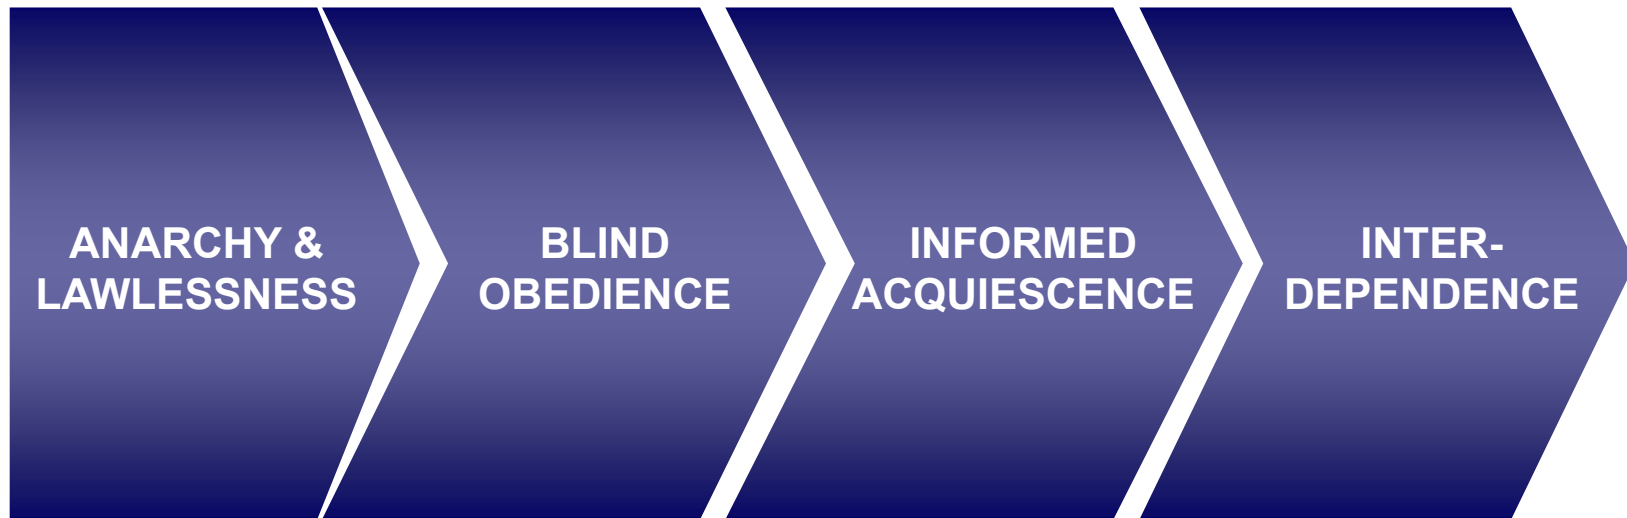 ANARCHY &
LAWLESSNESS
BLIND
OBEDIENCE
INFORMED
ACQUIESCENCE
INTER-
DEPENDENCE